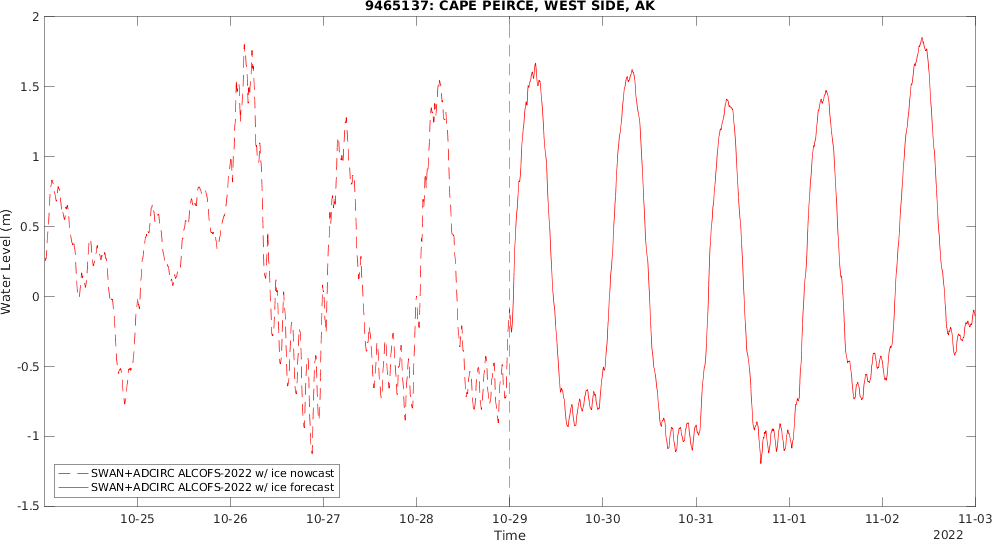 9465137: CAPE PEIRCE, WEST SIDE, AK
2
1.5
1
0.5
0
-0.5
-1
-1.5
Water Level (m)
SWAN+ADCIRC ALCOFS-2022 w/ ice nowcast
SWAN+ADCIRC ALCOFS-2022 w/ ice forecast
10-25 10-26 10-27 10-28 10-29 10-30 10-31 11-01 11-02 11-03
Time
2022